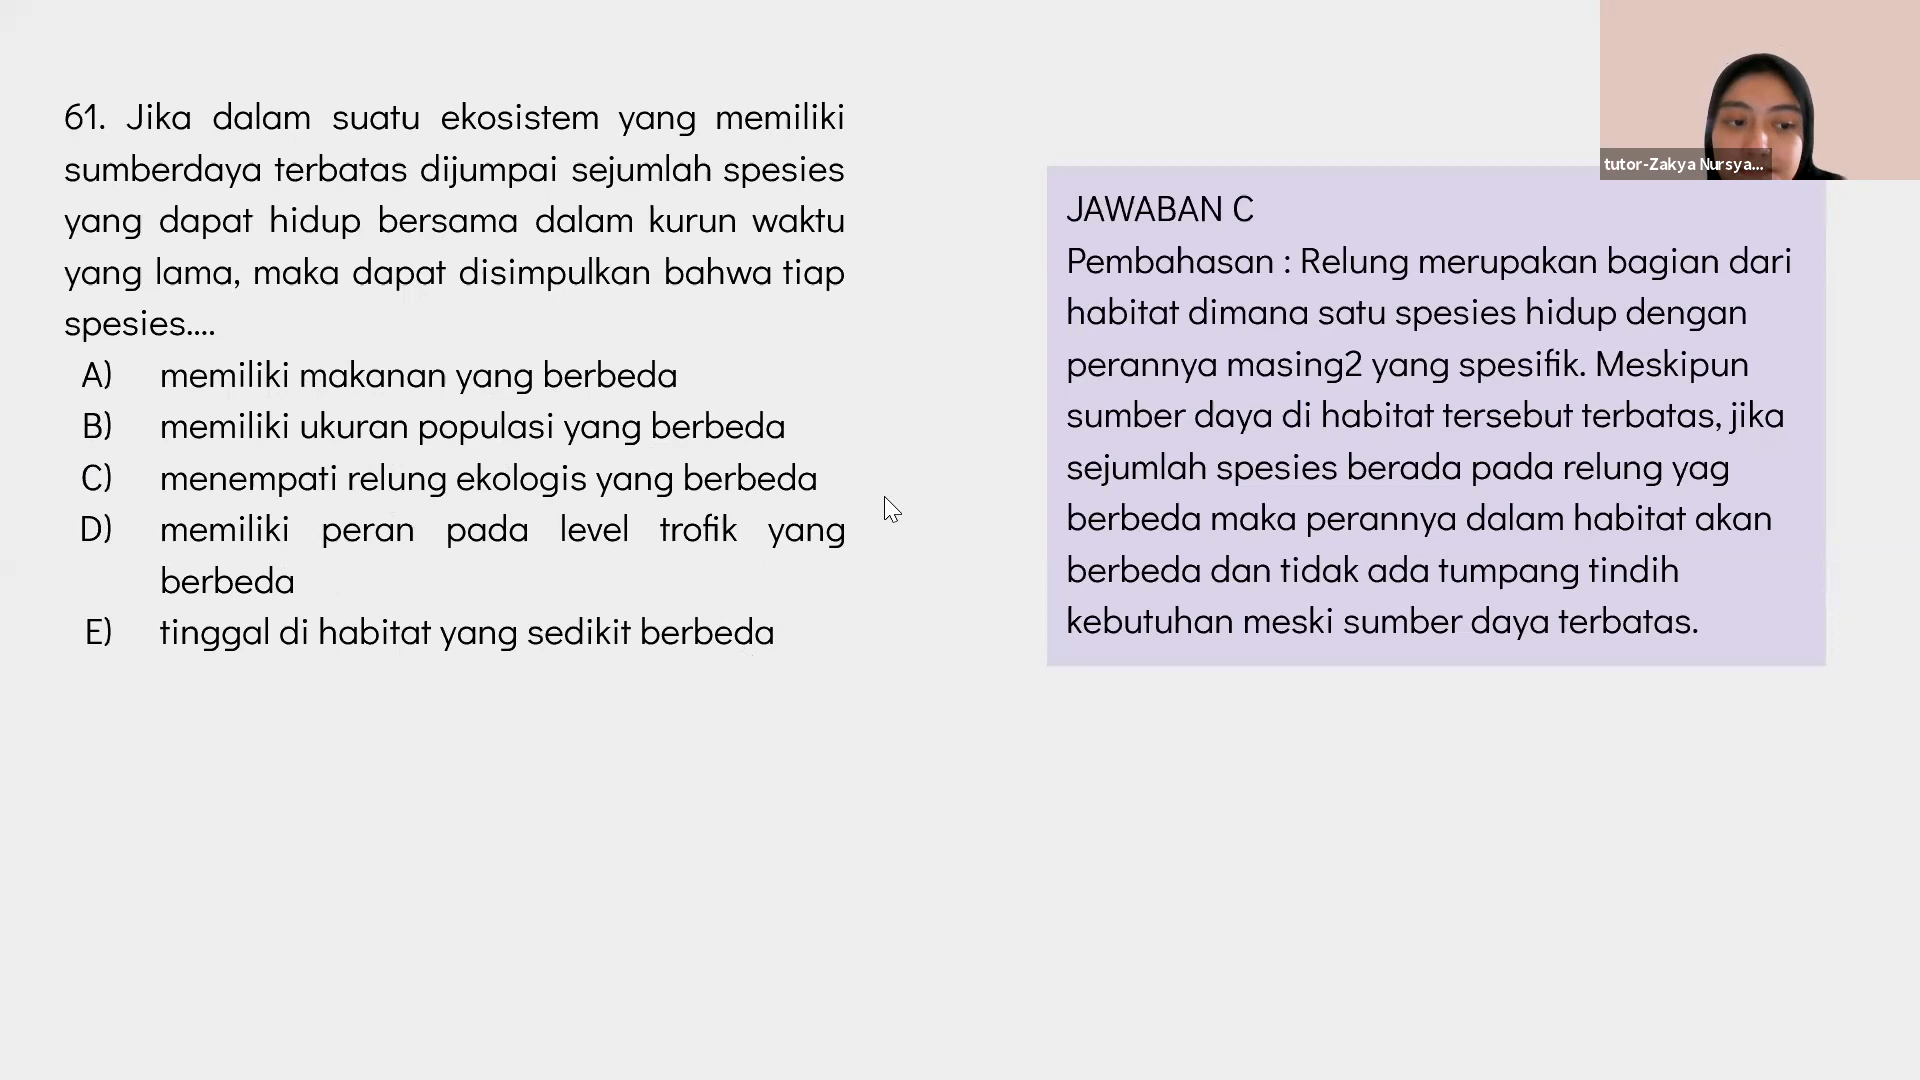 61. Jika dalam suatu ekosistem yang memiliki
sumberdaya terbatas dijumpai sejumlah spesies
yang dapat hidup bersama dalam kurun waktu
yang lama, maka dapat disimpulkan bahwa tiap
spesies....
A) memiliki makanan yang berbeda
B) memiliki ukuran populasi yang berbeda
C) menempati relung ekologis yang berbeda
D) memiliki peran pada level trofik yang
berbeda
E) tinggal di habitat yang sedikit berbeda
tutor-Zakya Nursya...
JAWABAN C
Pembahasan : Relung merupakan bagian dari
habitat dimana satu spesies hidup dengan
perannya masing2 yang spesifik. Meskipun
sumber daya di habitat tersebut terbatas, jika
sejumlah spesies berada pada relung yag
berbeda maka perannya dalam habitat akan
berbeda dan tidak ada tumpang tindih
kebutuhan meski sumber daya terbatas.